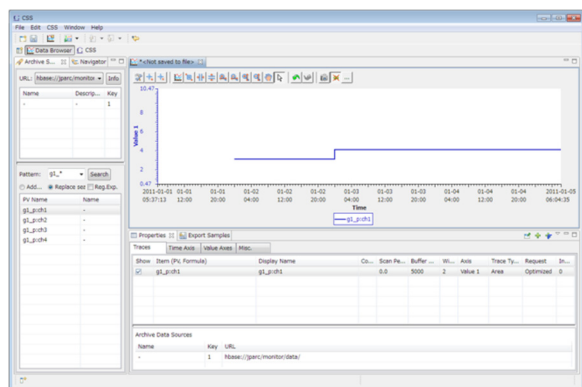 CSS
File Edit CSS Window Help
Data Browser CSS
Archive S... Navigator
URL: hbase://jparc/monitor Info
Name Descrip... Key
- - 1
Pattern: g1_* Search
Add... Replace sea Reg.Exp.
PV Name Name
g1_p:ch1 -
g1_p:ch2 -
g1_p:ch3 -
g1_p:ch4 -
*<Not saved to file>
10.47
8
6
4
2
0.47
Value 1
2011-01-01 01-01 01-01 01-02 01-02 01-02 01-03 01-03 01-03 01-04 01-04 01-04 2011-01-05
05:37:13 12:00 20:00 04:00 12:00 20:00 04:00 12:00 20:00 04:00 12:00 20:00 06:04:35
Time
g1_p:ch1
Properties Export Samples
Traces Time Axis Value Axes Misc.
Show Item (PV, Formula) Display Name Co... Scan Pe... Buffer ... Wi... Axis Trace Ty... Request In...
g1_p:ch1 g1_p:ch1 0.0 5000 2 Value 1 Area Optimized 0
Archive Data Sources
Name Key URL
- 1 hbase://jparc/monitor/data/